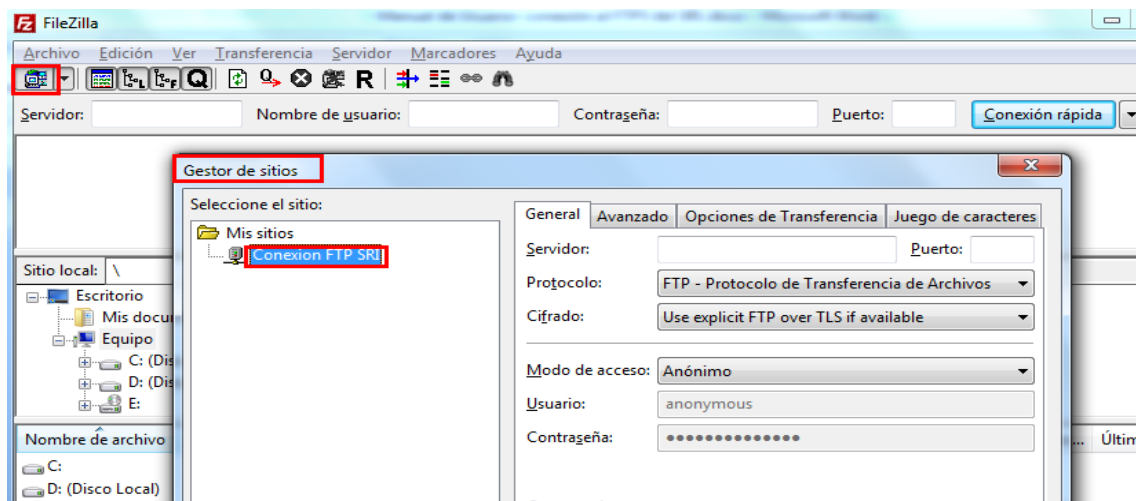 FileZilla
Archivo Edición Ver Transferencia Servidor Marcadores Ayuda
Servidor: Nombre de usuario: Contraseña: Puerto: Conexión rápida
Gestor de sitios
Seleccione el sitio:
Mis sitios
Conexion FTP SRI
General Avanzado Opciones de Transferencia Juego de caracteres
Servidor: Puerto:
Protocolo: FTP - Protocolo de Transferencia de Archivos
Cifrado: Use explicit FTP over TLS if available
Modo de acceso: Anónimo
Usuario: anonymous
Contraseña: ••••••••••••••
Sitio local: \
Escritorio
Mis docu
Equipo
C: (Dis
D: (Dis
E:
Nombre de archivo ... Últim
C:
D: (Disco Local)